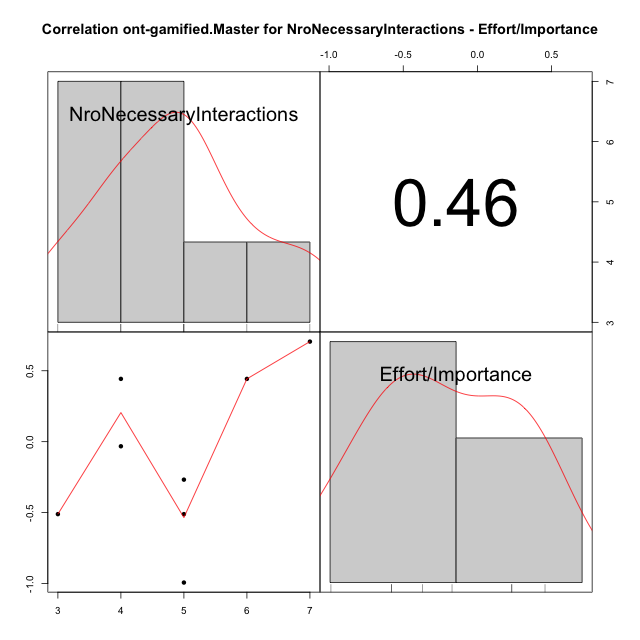 Correlation ont-gamified.Master for NroNecessaryInteractions - Effort/Importance
-1.0 -0.5 0.0 0.5
NroNecessaryInteractions
0.46
7
6
5
4
3
Effort/Importance
0.5
0.0
-0.5
-1.0
3 4 5 6 7